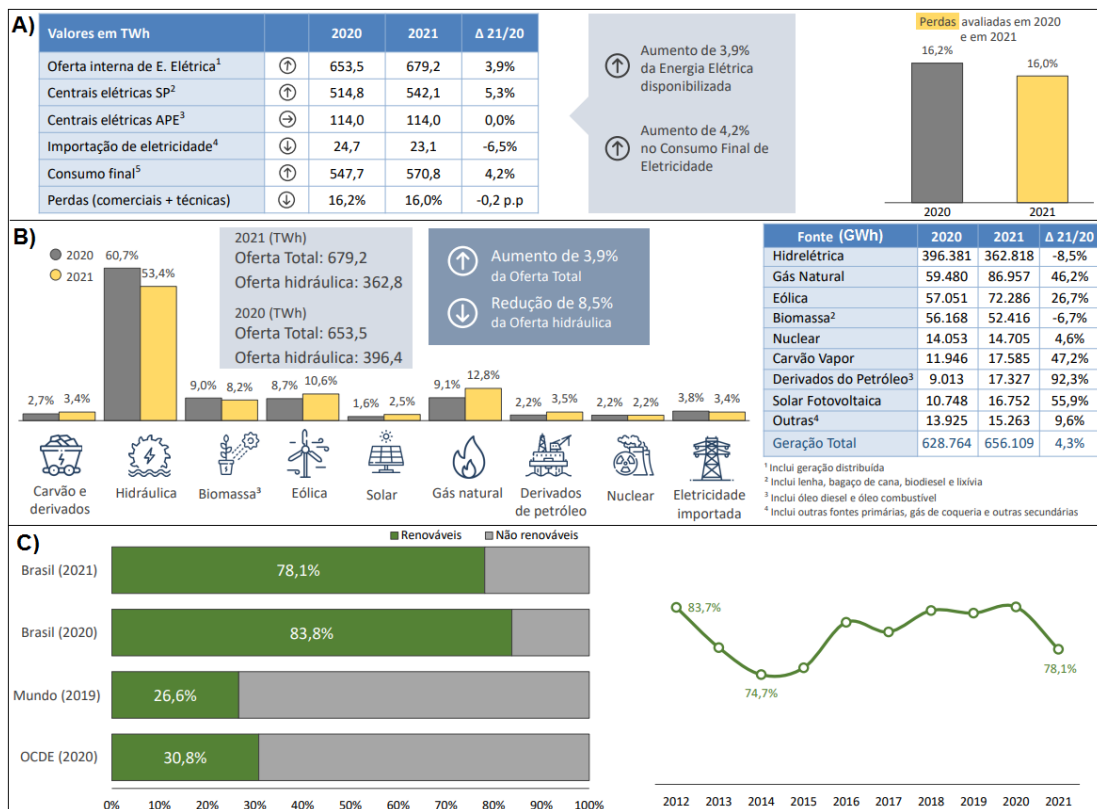 A)
Valores em TWh 2020 2021 Δ 21/20
Oferta interna de E. Elétrica¹ 653,5 679,2 3,9%
Centrais elétricas SP² 514,8 542,1 5,3%
Centrais elétricas APE³ 114,0 114,0 0,0%
Importação de eletricidade⁴ 24,7 23,1 -6,5%
Consumo final⁵ 547,7 570,8 4,2%
Perdas (comerciais + técnicas) 16,2% 16,0% -0,2 p.p
Aumento de 3,9%
da Energia Elétrica
disponibilizada
Aumento de 4,2%
no Consumo Final de
Eletricidade
Perdas avaliadas em 2020
e em 2021
16,2%
16,0%
2020 2021
B)
2020
2021
60,7%
53,4%
2021 (TWh)
Oferta Total: 679,2
Oferta hidráulica: 362,8
2020 (TWh)
Oferta Total: 653,5
Oferta hidráulica: 396,4
Aumento de 3,9%
da Oferta Total
Redução de 8,5%
da Oferta hidráulica
2,7% 3,4%
9,0% 8,2%
8,7% 10,6%
1,6% 2,5%
9,1% 12,8%
2,2% 3,5%
2,2% 2,2%
3,8% 3,4%
Carvão e
derivados
Hidráulica
Biomassa³
Eólica
Solar
Gás natural
Derivados
de petróleo
Nuclear
Eletricidade
importada
Fonte (GWh) 2020 2021 Δ 21/20
Hidrelétrica 396.381 362.818 -8,5%
Gás Natural 59.480 86.957 46,2%
Eólica 57.051 72.286 26,7%
Biomassa² 56.168 52.416 -6,7%
Nuclear 14.053 14.705 4,6%
Carvão Vapor 11.946 17.585 47,2%
Derivados do Petróleo³ 9.013 17.327 92,3%
Solar Fotovoltaica 10.748 16.752 55,9%
Outras⁴ 13.925 15.263 9,6%
Geração Total 628.764 656.109 4,3%
¹ Inclui geração distribuída
² Inclui lenha, bagaço de cana, biodiesel e lixívia
³ Inclui óleo diesel e óleo combustível
⁴ Inclui outras fontes primárias, gás de coqueria e outras secundárias
C)
Renováveis Não renováveis
Brasil (2021) 78,1%
Brasil (2020) 83,8%
Mundo (2019) 26,6%
OCDE (2020) 30,8%
0% 10% 20% 30% 40% 50% 60% 70% 80% 90% 100%
83,7%
74,7%
78,1%
2012 2013 2014 2015 2016 2017 2018 2019 2020 2021